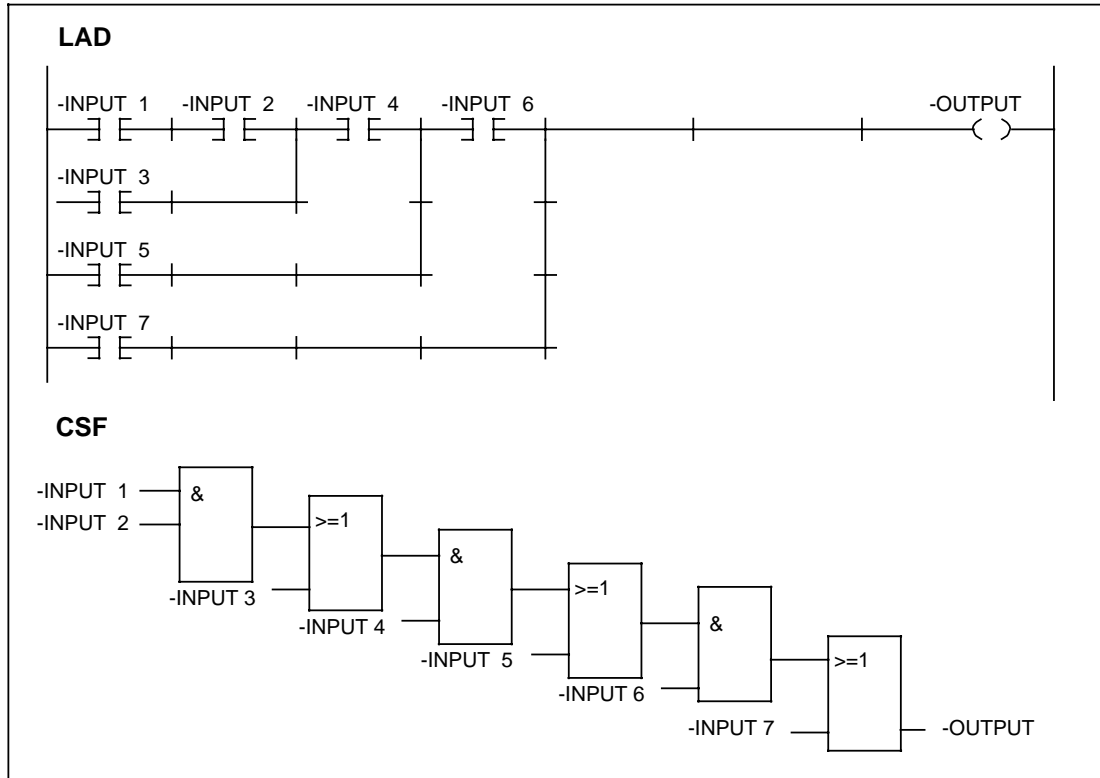 LAD
-INPUT 1 -INPUT 2 -INPUT 4 -INPUT 6 -OUTPUT
-INPUT 3
-INPUT 5
-INPUT 7
CSF
-INPUT 1
&
-INPUT 2
>=1
-INPUT 3
&
-INPUT 4
>=1
-INPUT 5
&
-INPUT 6
>=1
-INPUT 7
-OUTPUT